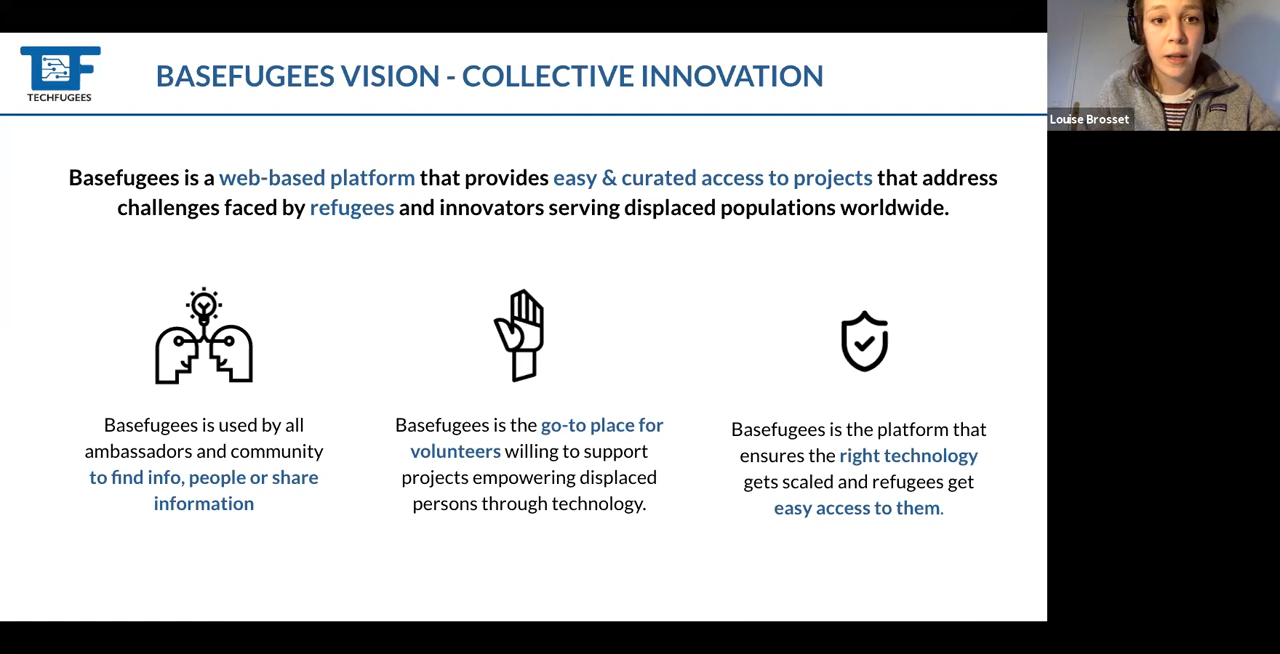 TECHFUGEES
BASEFUGEES VISION - COLLECTIVE INNOVATION
Louise Brosset
Basefugees is a web-based platform that provides easy & curated access to projects that address
challenges faced by refugees and innovators serving displaced populations worldwide.
Basefugees is used by all
ambassadors and community
to find info, people or share
information
Basefugees is the go-to place for
volunteers willing to support
projects empowering displaced
persons through technology.
Basefugees is the platform that
ensures the right technology
gets scaled and refugees get
easy access to them.